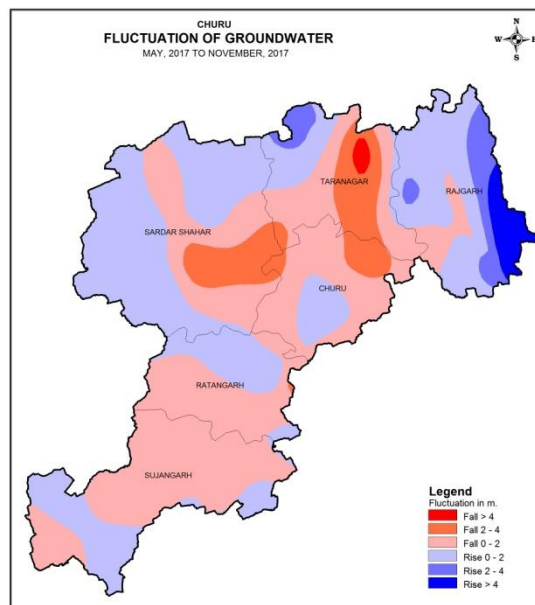 CHURU
FLUCTUATION OF GROUNDWATER
MAY, 2017 TO NOVEMBER, 2017
N
W E
S
TARANAGAR
RAJGARH
SARDAR SHAHAR
CHURU
RATANGARH
SUJANGARH
Legend
Fluctuation in m.
Fall > 4
Fall 2 - 4
Fall 0 - 2
Rise 0 - 2
Rise 2 - 4
Rise > 4